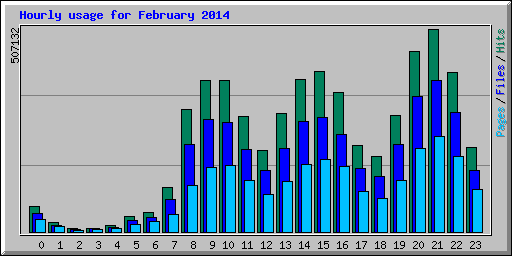 Hourly usage for February 2014
507132
Pages/Files/Hits
0 1 2 3 4 5 6 7 8 9 10 11 12 13 14 15 16 17 18 19 20 21 22 23